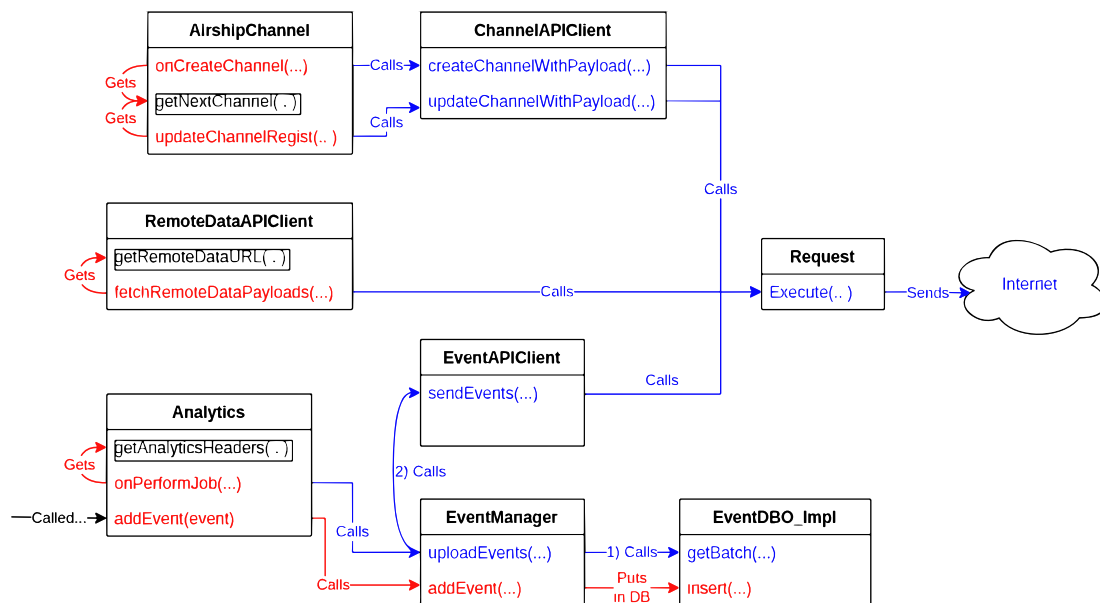 AirshipChannel
onCreateChannel(...)
Gets
getNextChannel( . )
Gets
updateChannelRegist(.. )
Calls
Calls
ChannelAPIClient
createChannelWithPayload(...)
updateChannelWithPayload(...)
Calls
RemoteDataAPIClient
getRemoteDataURL( . )
Gets
fetchRemoteDataPayloads(...)
Calls
Request
Execute(.. )
Sends
Internet
EventAPIClient
sendEvents(...)
Calls
Analytics
getAnalyticsHeaders( . )
Gets
onPerformJob(...)
Called...
addEvent(event)
2) Calls
Calls
Calls
EventManager
uploadEvents(...)
addEvent(...)
1) Calls
Puts
in DB
EventDBO_Impl
getBatch(...)
insert(...)